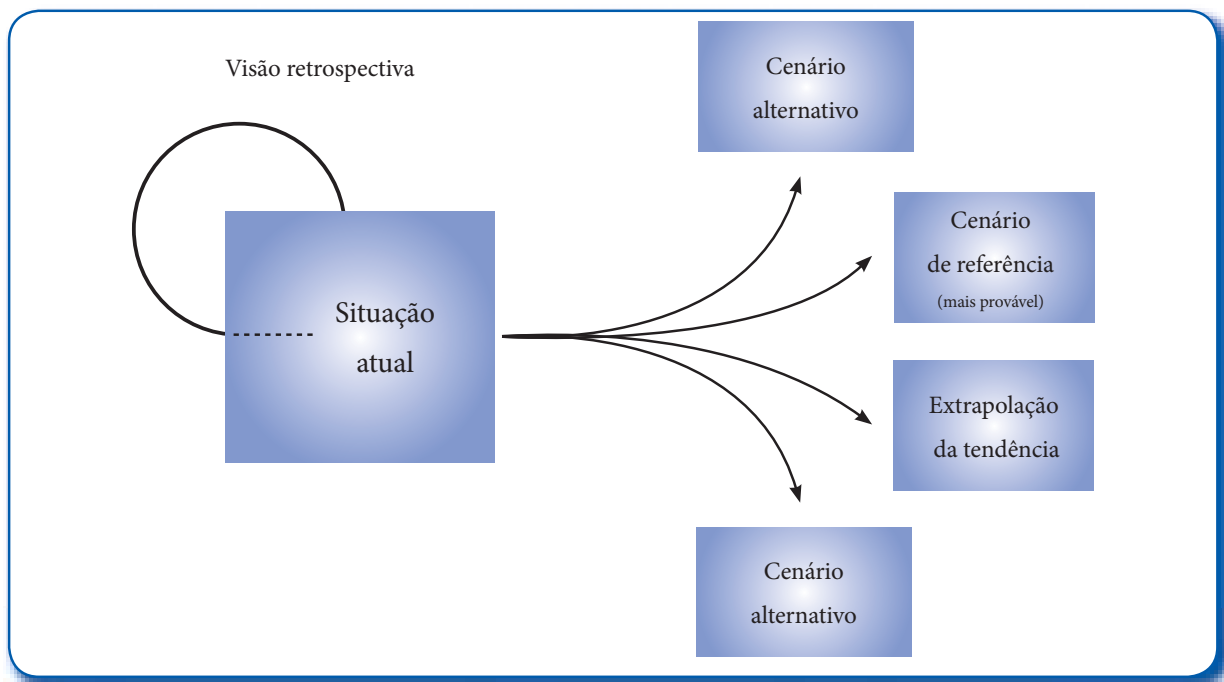 Visão retrospectiva
Situação
atual
Cenário
alternativo
Cenário
de referência
(mais provável)
Extrapolação
da tendência
Cenário
alternativo